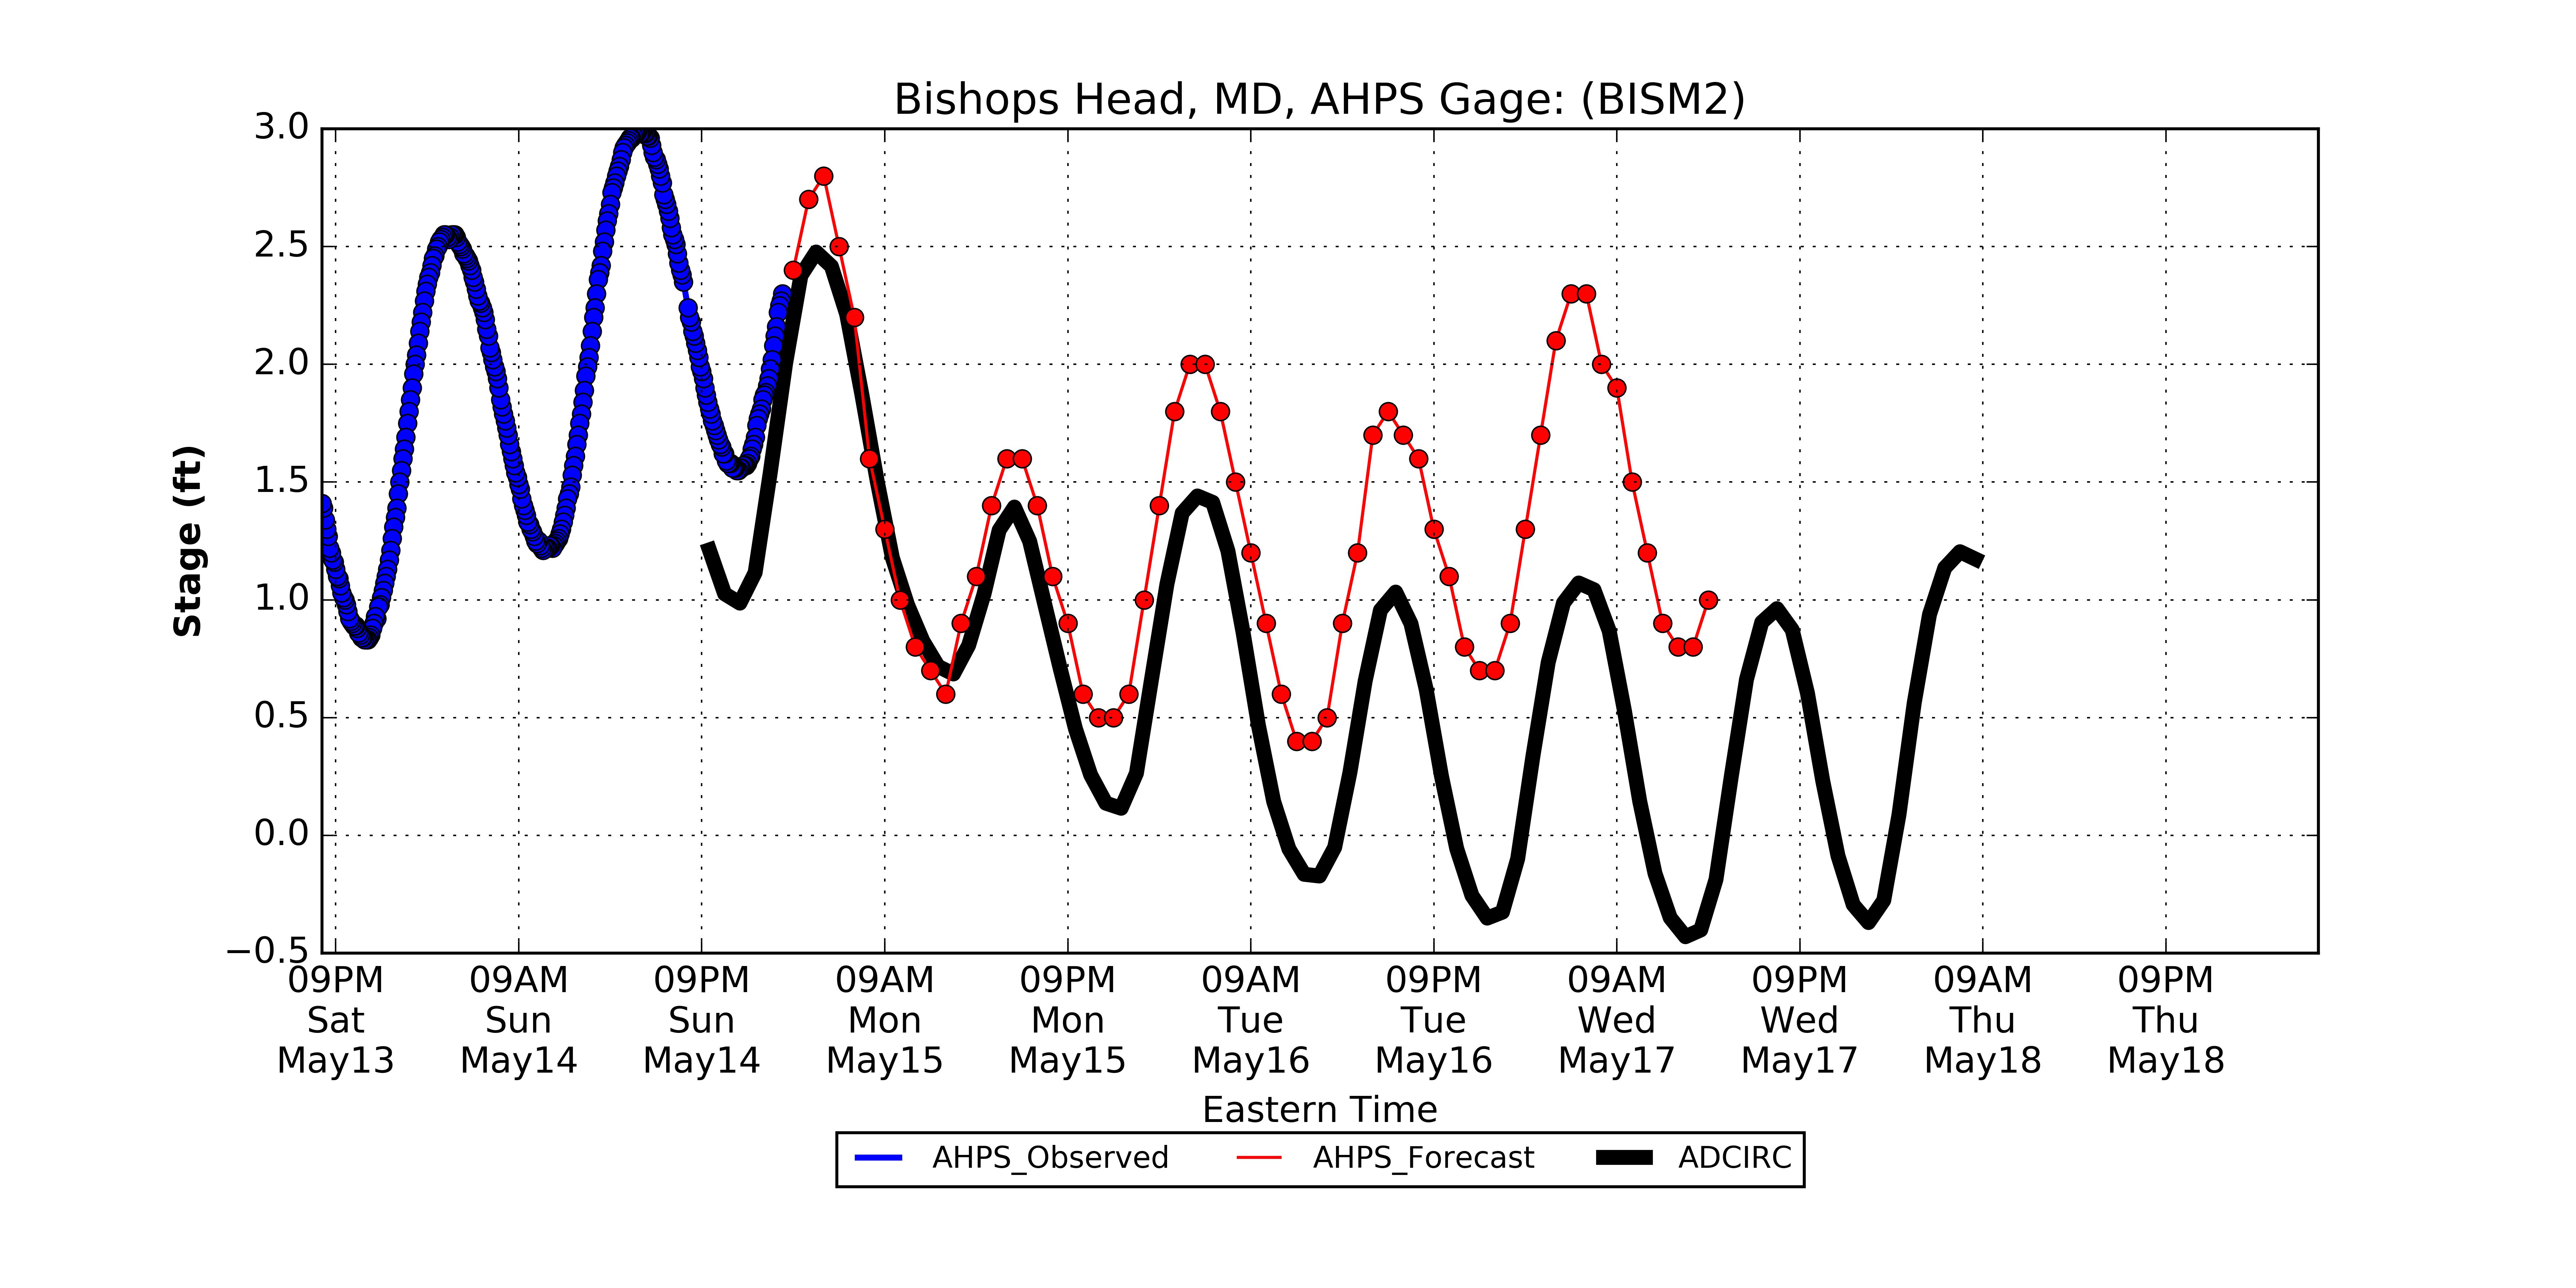 Bishops Head, MD, AHPS Gage: (BISM2)
3.0
2.5
2.0
1.5
1.0
0.5
0.0
−0.5
Stage (ft)
09PM 09AM 09PM 09AM 09PM 09AM 09PM 09AM 09PM 09AM 09PM
Sat Sun Sun Mon Mon Tue Tue Wed Wed Thu Thu
May13 May14 May14 May15 May15 May16 May16 May17 May17 May18 May18
Eastern Time
AHPS_Observed AHPS_Forecast ADCIRC